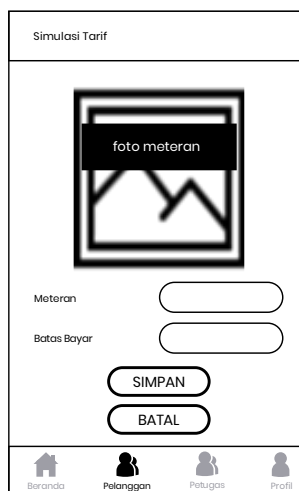 Simulasi Tarif
foto meteran
Meteran
Batas Bayar
SIMPAN
BATAL
Beranda Pelanggan Petugas Profil